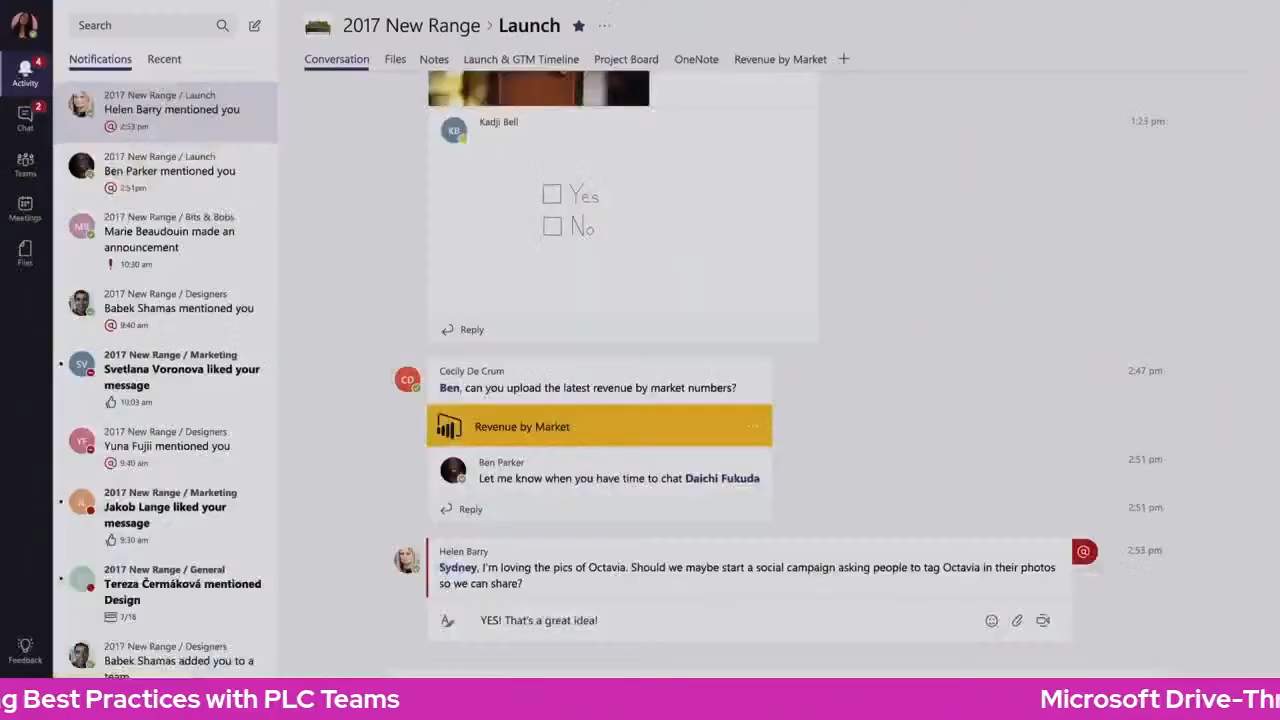 Search
2017 New Range › Launch
Notifications
Recent
Conversation
Files
Notes
Launch & GTM Timeline
Project Board
OneNote
Revenue by Market
4
Activity
2
Chat
Teams
Meetings
Files
Feedback
2017 New Range / Launch
Helen Barry mentioned you
2:53 pm
2017 New Range / Launch
Ben Parker mentioned you
2:51pm
2017 New Range / Bits & Bobs
Marie Beaudouin made an
announcement
10:30 am
2017 New Range / Designers
Babek Shamas mentioned you
9:40 am
SV
2017 New Range / Marketing
Svetlana Voronova liked your
message
10:03 am
YF
2017 New Range / Designers
Yuna Fujii mentioned you
9:40 am
2017 New Range / Marketing
Jakob Lange liked your
message
9:30 am
2017 New Range / General
Tereza Čermáková mentioned
Design
7/16
2017 New Range / Designers
Babek Shamas added you to a
team
KB
Kadji Bell
1:23 pm
Yes
No
Reply
CD
Cecily De Crum
2:47 pm
Ben, can you upload the latest revenue by market numbers?
Revenue by Market
Ben Parker
2:51 pm
Let me know when you have time to chat Daichi Fukuda
Reply
2:51 pm
Helen Barry
@
2:53 pm
Sydney, I'm loving the pics of Octavia. Should we maybe start a social campaign asking people to tag Octavia in their photos
so we can share?
YES! That's a great idea!
g Best Practices with PLC Teams
Microsoft Drive-Thr